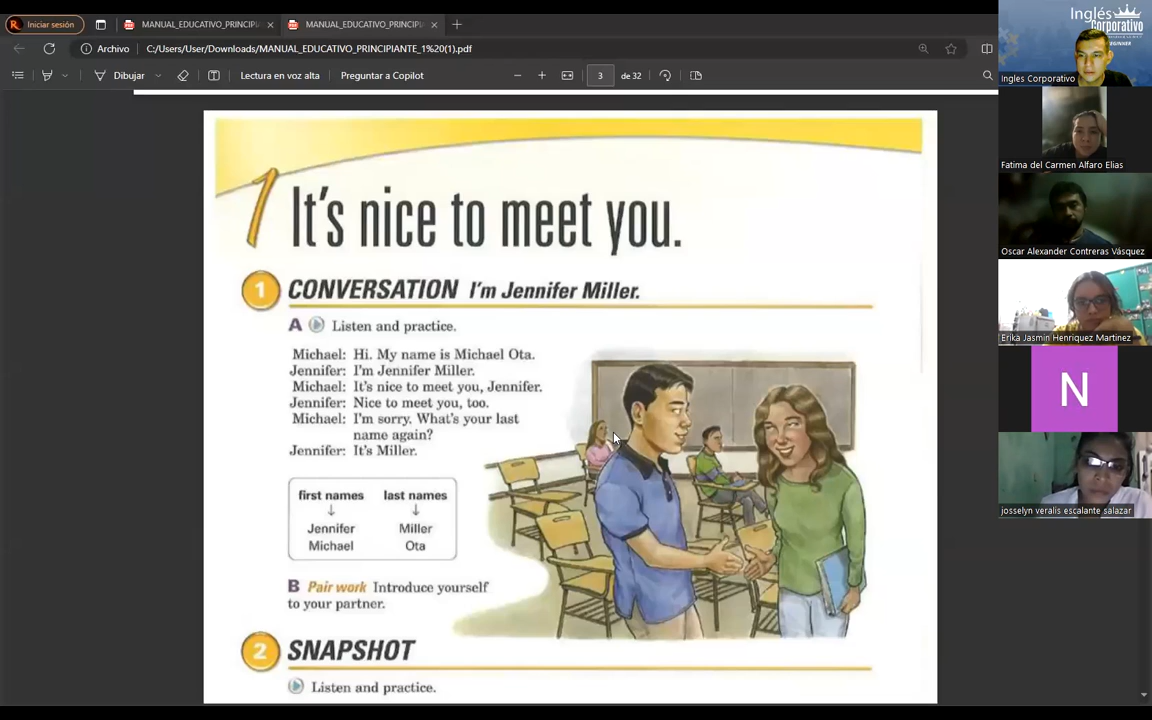 Iniciar sesión
MANUAL_EDUCATIVO_PRINCIPI
MANUAL_EDUCATIVO_PRINCIPI
Archivo
C:/Users/User/Downloads/MANUAL_EDUCATIVO_PRINCIPIANTE_1%20(1).pdf
Dibujar
Lectura en voz alta
Preguntar a Copilot
3
de 32
1 It's nice to meet you.
1 CONVERSATION I'm Jennifer Miller.
A Listen and practice.
Michael: Hi. My name is Michael Ota.
Jennifer: I'm Jennifer Miller.
Michael: It's nice to meet you, Jennifer.
Jennifer: Nice to meet you, too.
Michael: I'm sorry. What's your last
name again?
Jennifer: It's Miller.
first names last names
Jennifer Miller
Michael Ota
B Pair work Introduce yourself
to your partner.
2 SNAPSHOT
Listen and practice.
Inglés
Corporativo
Ingles Corporativo
Fatima del Carmen Alfaro Elias
Oscar Alexander Contreras Vásquez
Erika Jasmin Henriquez Martinez
N
josselyn veralis escalante salazar